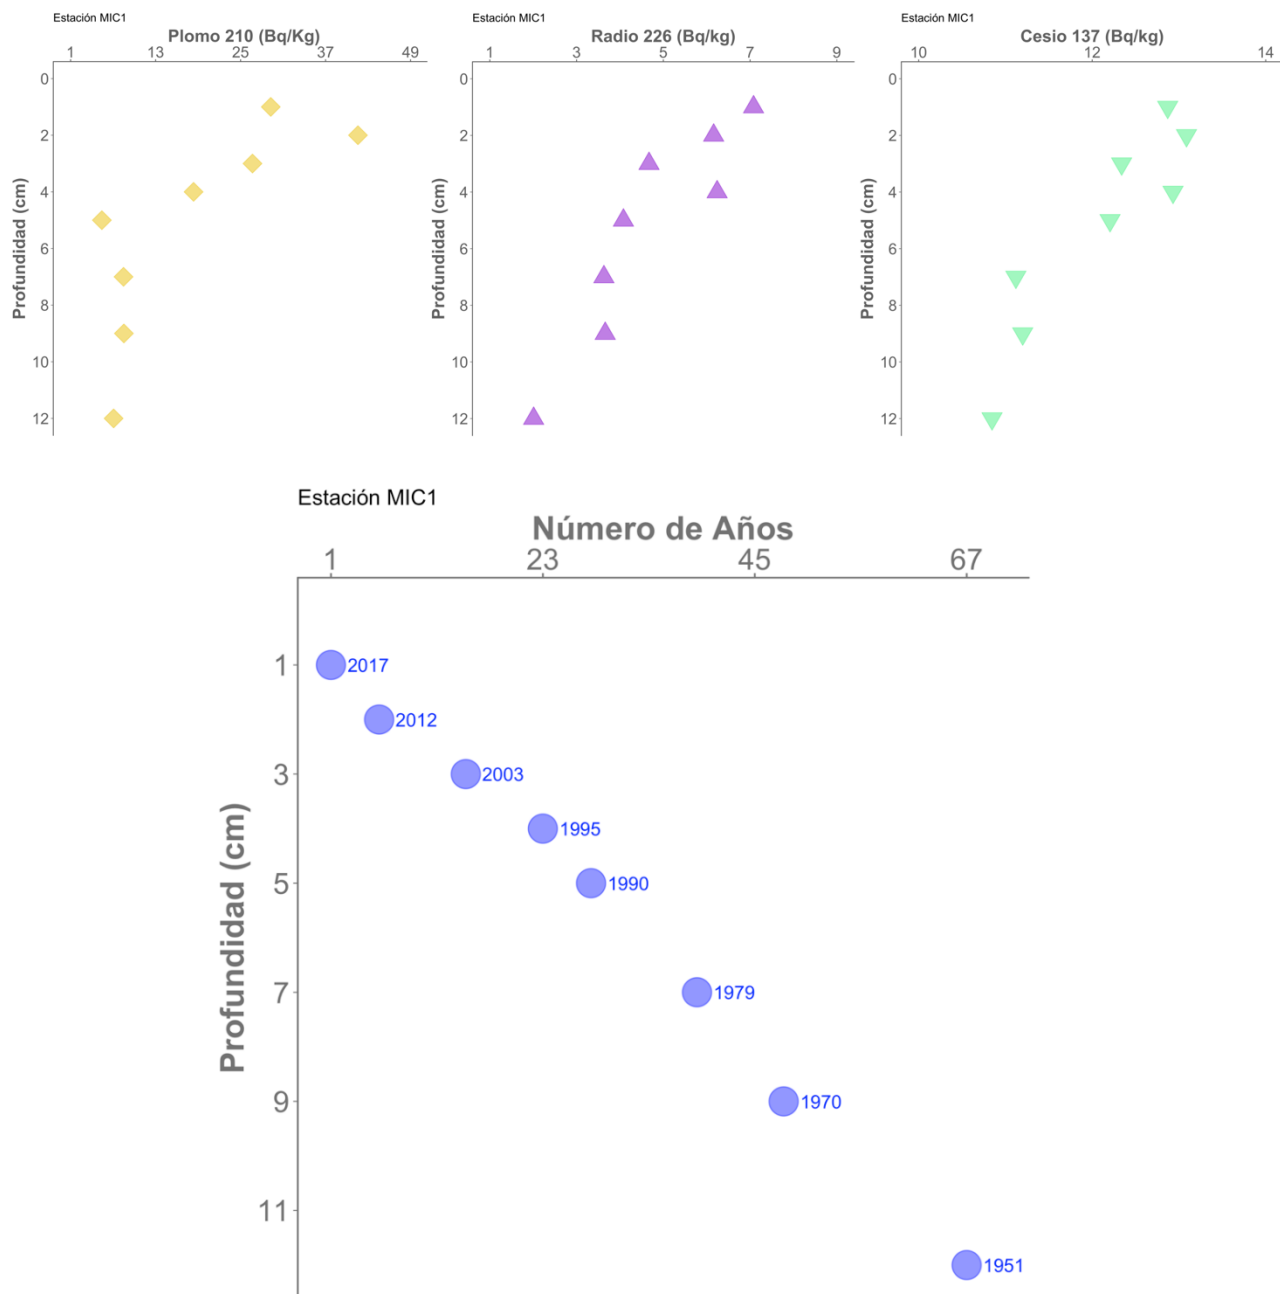 Estación MIC1
Plomo 210 (Bq/Kg)
1 13 25 37 49
0
2
4
6
8
10
12
Profundidad (cm)
Estación MIC1
Radio 226 (Bq/kg)
1 3 5 7 9
0
2
4
6
8
10
12
Profundidad (cm)
Estación MIC1
Cesio 137 (Bq/kg)
10 12 14
0
2
4
6
8
10
12
Profundidad (cm)
Estación MIC1
Número de Años
1 23 45 67
1
3
5
7
9
11
Profundidad (cm)
2017
2012
2003
1995
1990
1979
1970
1951